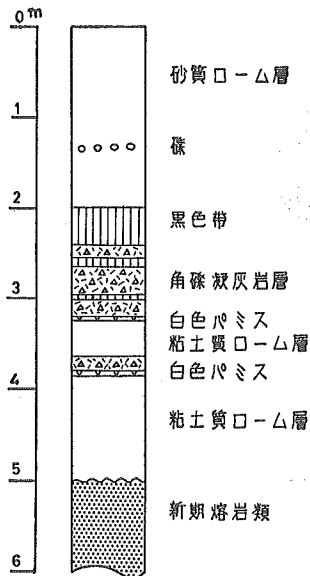 0 m
砂質ローム層
1
礫
2
黒色帯
角礫凝灰岩層
3
白色パミス
粘土質ローム層
白色パミス
4
粘土質ローム層
5
新期熔岩類
6